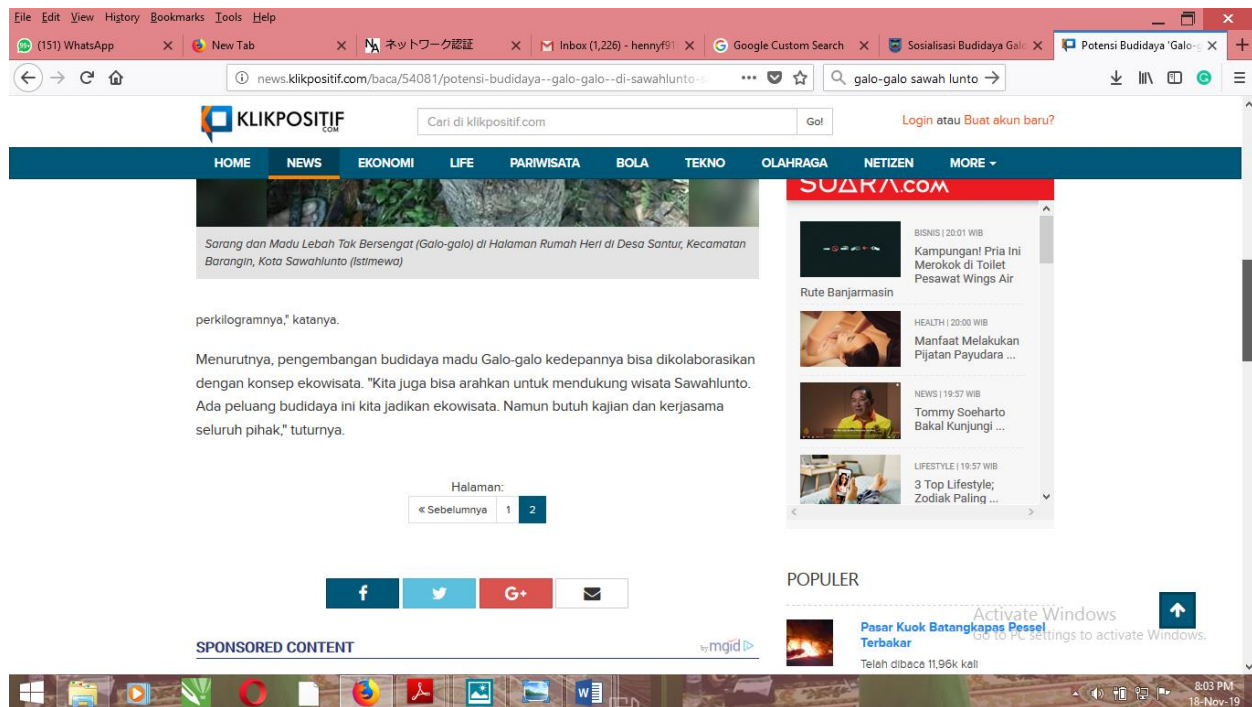 File Edit View History Bookmarks Tools Help
(151) WhatsApp
New Tab
ネットワーク認証
Inbox (1,226) - hennyf91
Google Custom Search
Sosialisasi Budidaya Galo
Potensi Budidaya 'Galo-g
news.klikpositif.com/baca/54081/potensi-budidaya--galo-galo--di-sawahlunto-s
galo-galo sawah lunto
KLIKPOSITIF
.COM
Cari di klikpositif.com
Go!
Login atau Buat akun baru?
HOME NEWS EKONOMI LIFE PARIWISATA BOLA TEKNO OLAHRAGA NETIZEN MORE
Sarang dan Madu Lebah Tak Bersengat (Galo-galo) di Halaman Rumah Heri di Desa Santur, Kecamatan
Barangin, Kota Sawahlunto (Istimewa)
perkilogramnya," katanya.
Menurutnya, pengembangan budidaya madu Galo-galo kedepannya bisa dikolaborasikan
dengan konsep ekowisata. "Kita juga bisa arahkan untuk mendukung wisata Sawahlunto.
Ada peluang budidaya ini kita jadikan ekowisata. Namun butuh kajian dan kerjasama
seluruh pihak," tuturnya.
Halaman:
« Sebelumnya 1 2
f
G+
SPONSORED CONTENT
by mgid
SUARA.COM
BISNIS | 20:01 WIB
Kampungan! Pria Ini
Merokok di Toilet
Pesawat Wings Air
Rute Banjarmasin
HEALTH | 20:00 WIB
Manfaat Melakukan
Pijatan Payudara ...
NEWS | 19:57 WIB
Tommy Soeharto
Bakal Kunjungi ...
LIFESTYLE | 19:57 WIB
3 Top Lifestyle;
Zodiak Paling ...
POPULER
Pasar Kuok Batangkapas Pessel
Terbakar
Telah dibaca 11,96k kali
Activate Windows
Go to PC settings to activate Windows.
8:03 PM
18-Nov-19